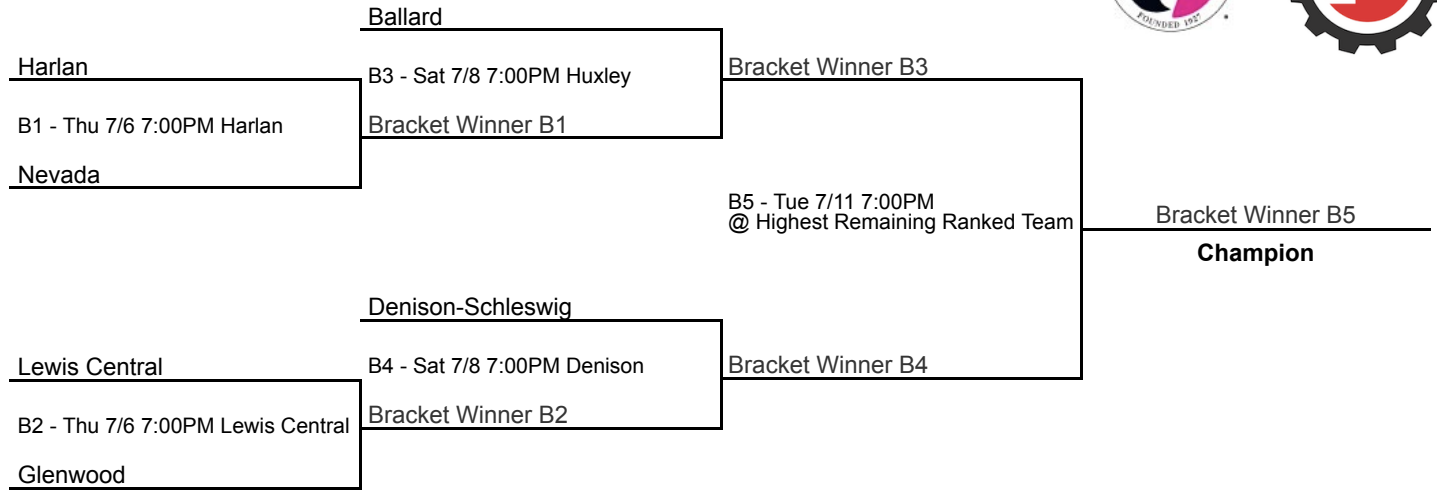 FOUNDED 1927
Ballard
Harlan
B3 - Sat 7/8 7:00PM Huxley
Bracket Winner B3
B1 - Thu 7/6 7:00PM Harlan
Bracket Winner B1
Nevada
B5 - Tue 7/11 7:00PM
@ Highest Remaining Ranked Team
Bracket Winner B5
Champion
Denison-Schleswig
Lewis Central
B4 - Sat 7/8 7:00PM Denison
Bracket Winner B4
B2 - Thu 7/6 7:00PM Lewis Central
Bracket Winner B2
Glenwood